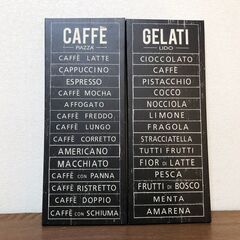 CAFFÈ
PIAZZA
CAFFÈ LATTE
CAPPUCCINO
ESPRESSO
CAFFÈ MOCHA
AFFOGATO
CAFFÈ FREDDO
CAFFÈ LUNGO
CAFFÈ CORRETTO
AMERICANO
MACCHIATO
CAFFÈ CON PANNA
CAFFÈ RISTRETTO
CAFFÈ DOPPIO
CAFFÈ CON SCHIUMA
GELATI
LIDO
CIOCCOLATO
CAFFÈ
PISTACCHIO
COCCO
NOCCIOLA
LIMONE
FRAGOLA
STRACCIATELLA
TUTTI FRUTTI
FIOR DI LATTE
PESCA
FRUTTI DI BOSCO
MENTA
AMARENA